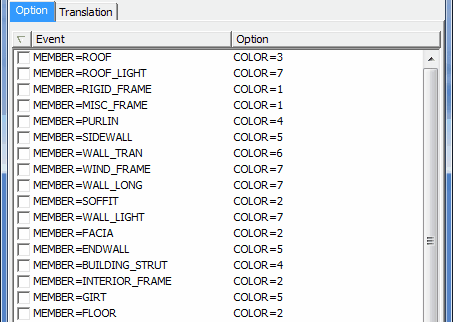 Option Translation
Event Option
MEMBER=ROOF COLOR=3
MEMBER=ROOF_LIGHT COLOR=7
MEMBER=RIGID_FRAME COLOR=1
MEMBER=MISC_FRAME COLOR=1
MEMBER=PURLIN COLOR=4
MEMBER=SIDEWALL COLOR=5
MEMBER=WALL_TRAN COLOR=6
MEMBER=WIND_FRAME COLOR=7
MEMBER=WALL_LONG COLOR=7
MEMBER=SOFFIT COLOR=2
MEMBER=WALL_LIGHT COLOR=7
MEMBER=FACIA COLOR=2
MEMBER=ENDWALL COLOR=5
MEMBER=BUILDING_STRUT COLOR=4
MEMBER=INTERIOR_FRAME COLOR=2
MEMBER=GIRT COLOR=5
MEMBER=FLOOR COLOR=2